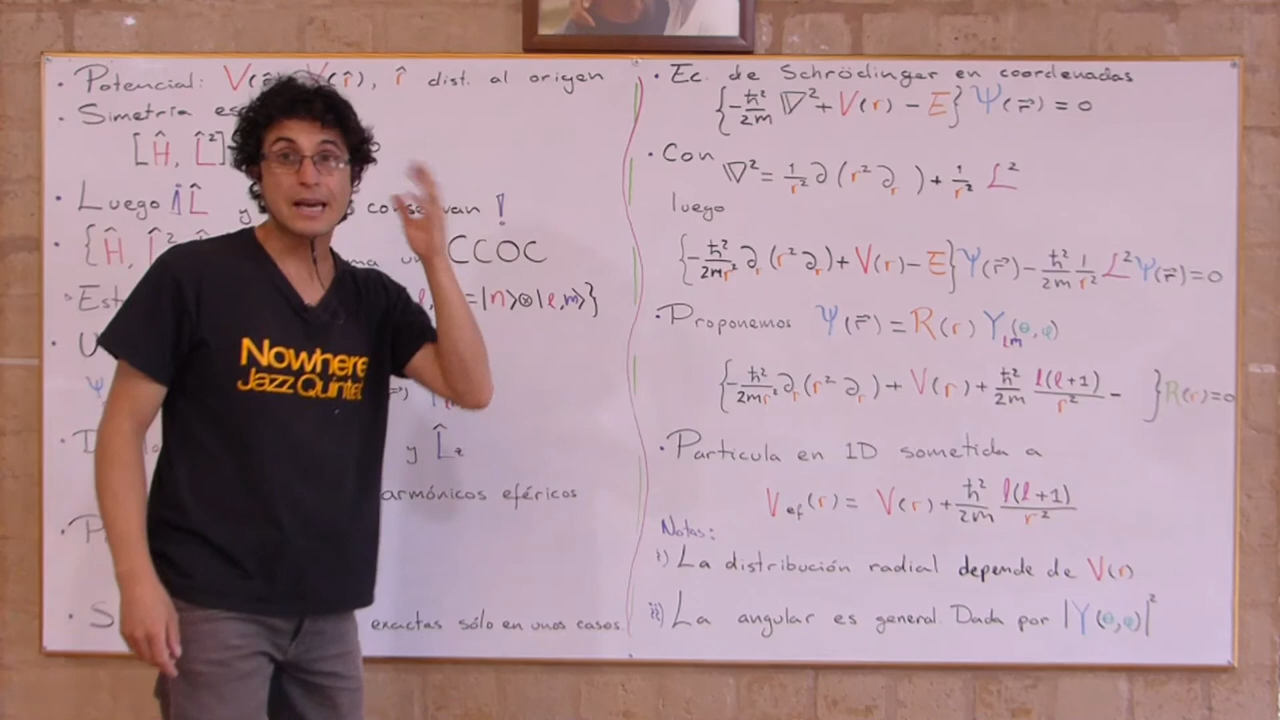 • Potencial: V( (r̂), r̂ dist. al origen
• Simetría es
[Ĥ, L̂²]
• Luego ¡L̂ y conservan !
• {Ĥ, L̂² CCOC
=|n>⊗|l,m>}
• Est
• U
Ψ
y L̂z
armónicos eféricos
• S exactas sólo en unos casos.
Nowhere
Jazz Quintet
• Ec. de Schrödinger en coordenadas
{-ħ²/2m ∇² + V(r) - E} Ψ(r⃗) = 0
• Con ∇² = 1/r² ∂(r² ∂r ) + 1/r² L²
luego
{-ħ²/2mr² ∂r(r² ∂r) + V(r) - E} Ψ(r⃗) - ħ²/2m 1/r² L² Ψ(r⃗) = 0
• Proponemos Ψ(r⃗) = R(r) Ylm(θ,φ)
{-ħ²/2mr² ∂r(r² ∂r) + V(r) + ħ²/2m l(l+1)/r² - } R(r) = 0
• Particula en 1D sometida a
Vef(r) = V(r) + ħ²/2m l(l+1)/r²
Notas:
i) La distribución radial depende de V(r)
ii) La angular es general. Dada por |Y(θ,φ)|²